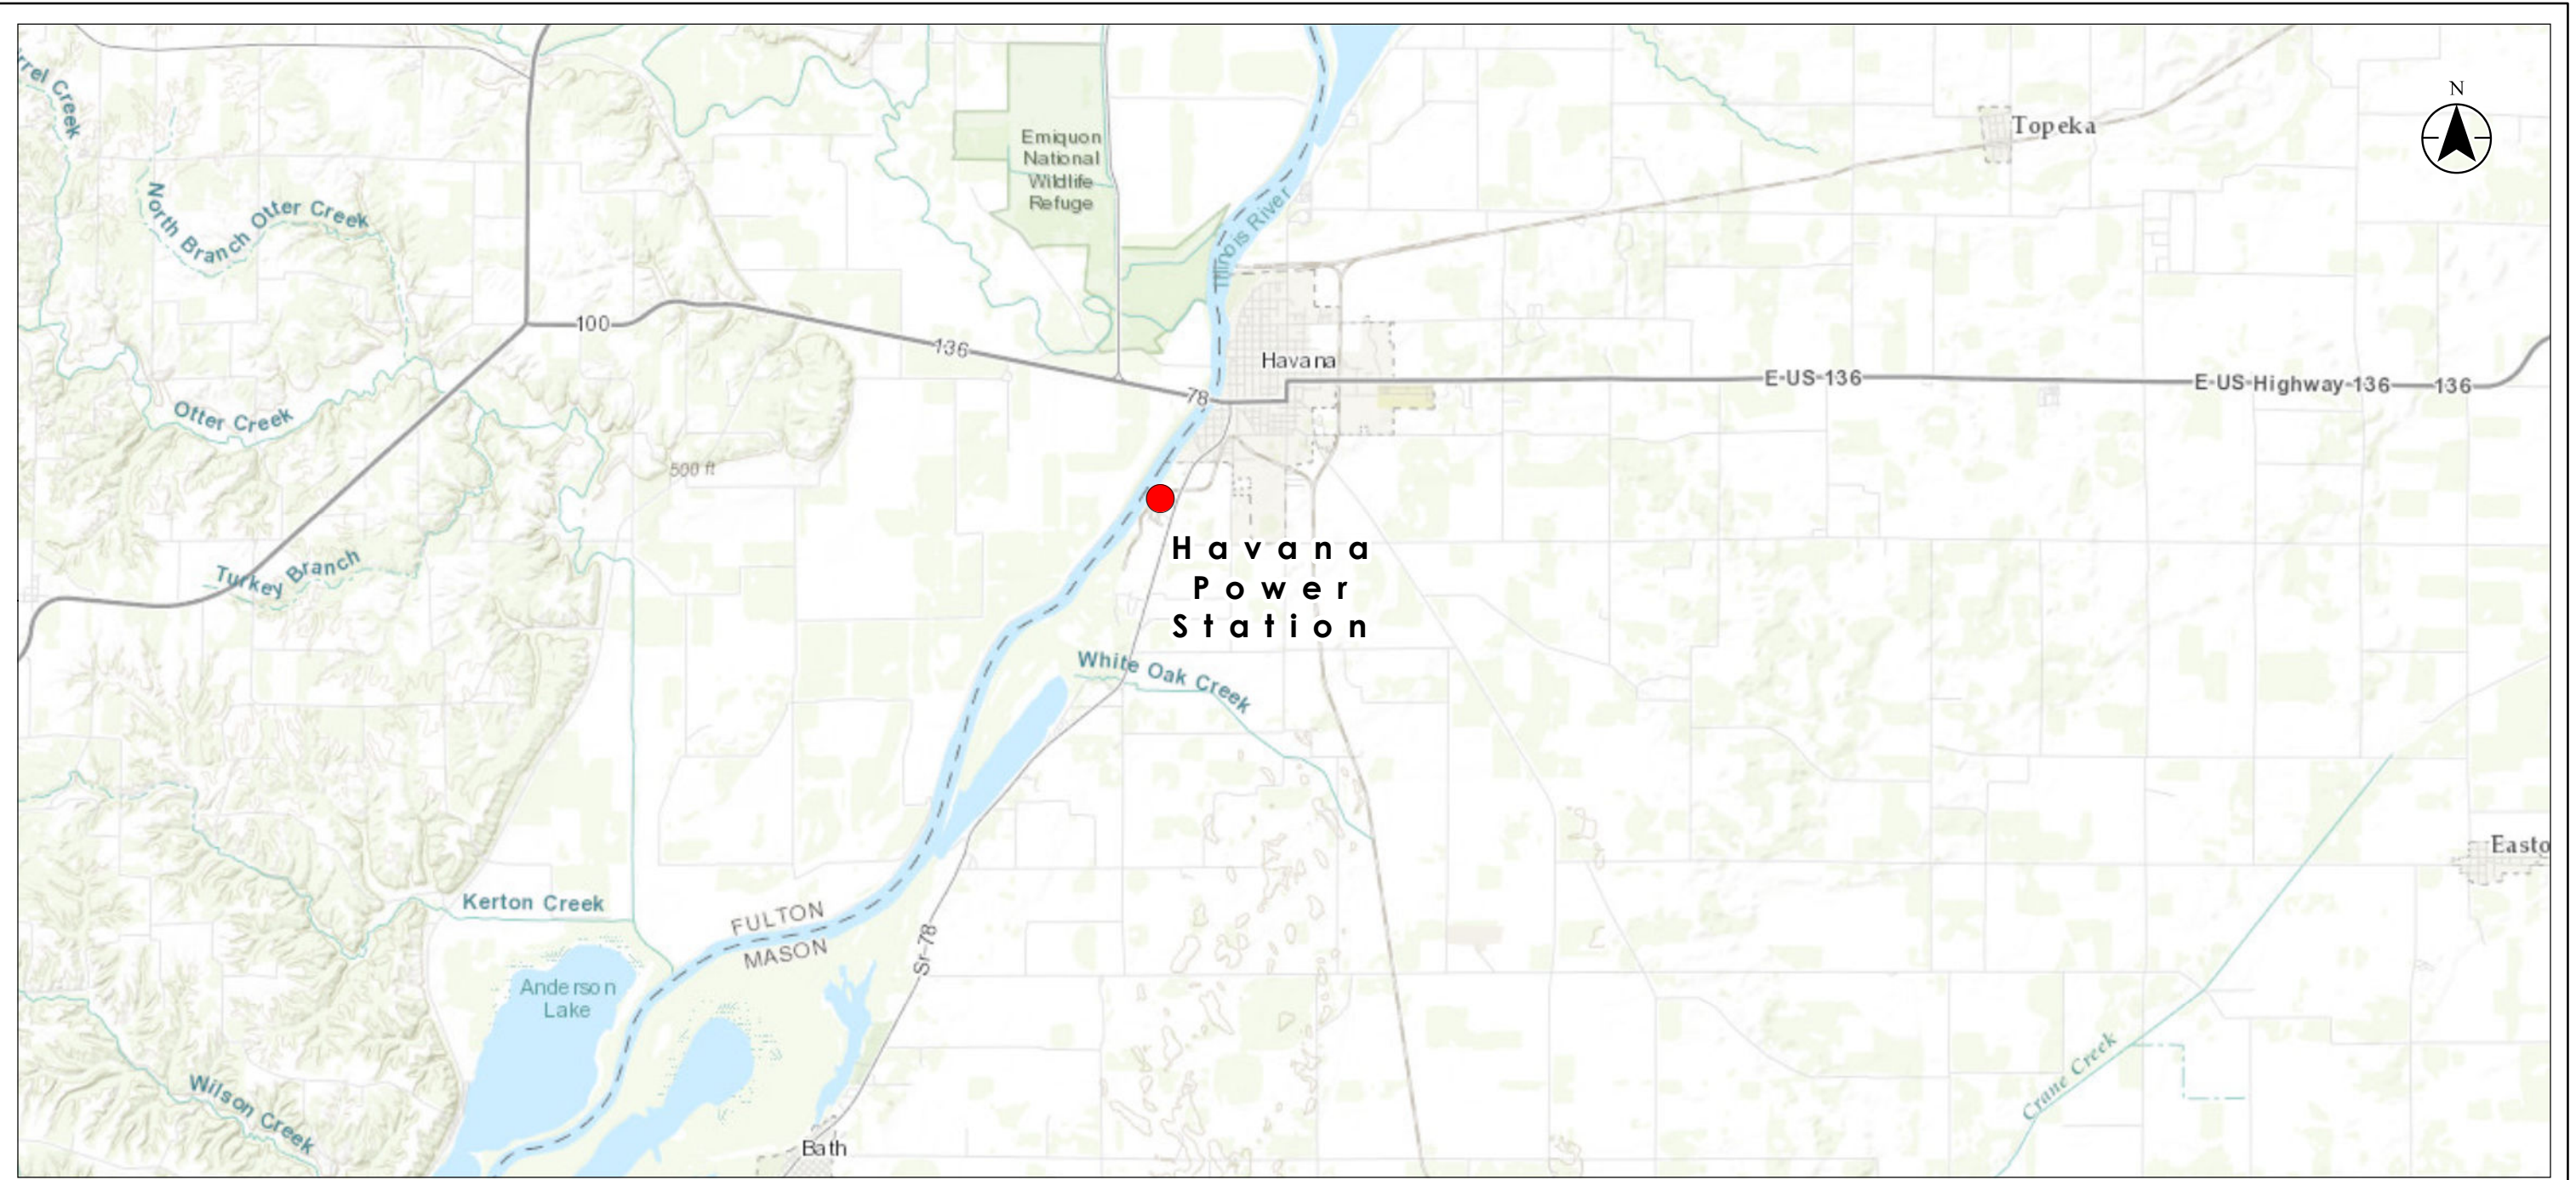 N
Topeka
rrel Creek
Emiquon
National
Wildlife
Refuge
North Branch Otter Creek
Illinois River
100
136
Havana
E-US-136
E-US-Highway-136
136
78
Otter Creek
500 ft
Havana
Power
Station
Turkey Branch
White Oak Creek
Easto
Kerton Creek
FULTON
MASON
Sr-78
Anderson
Lake
Crane Creek
Wilson Creek
Bath